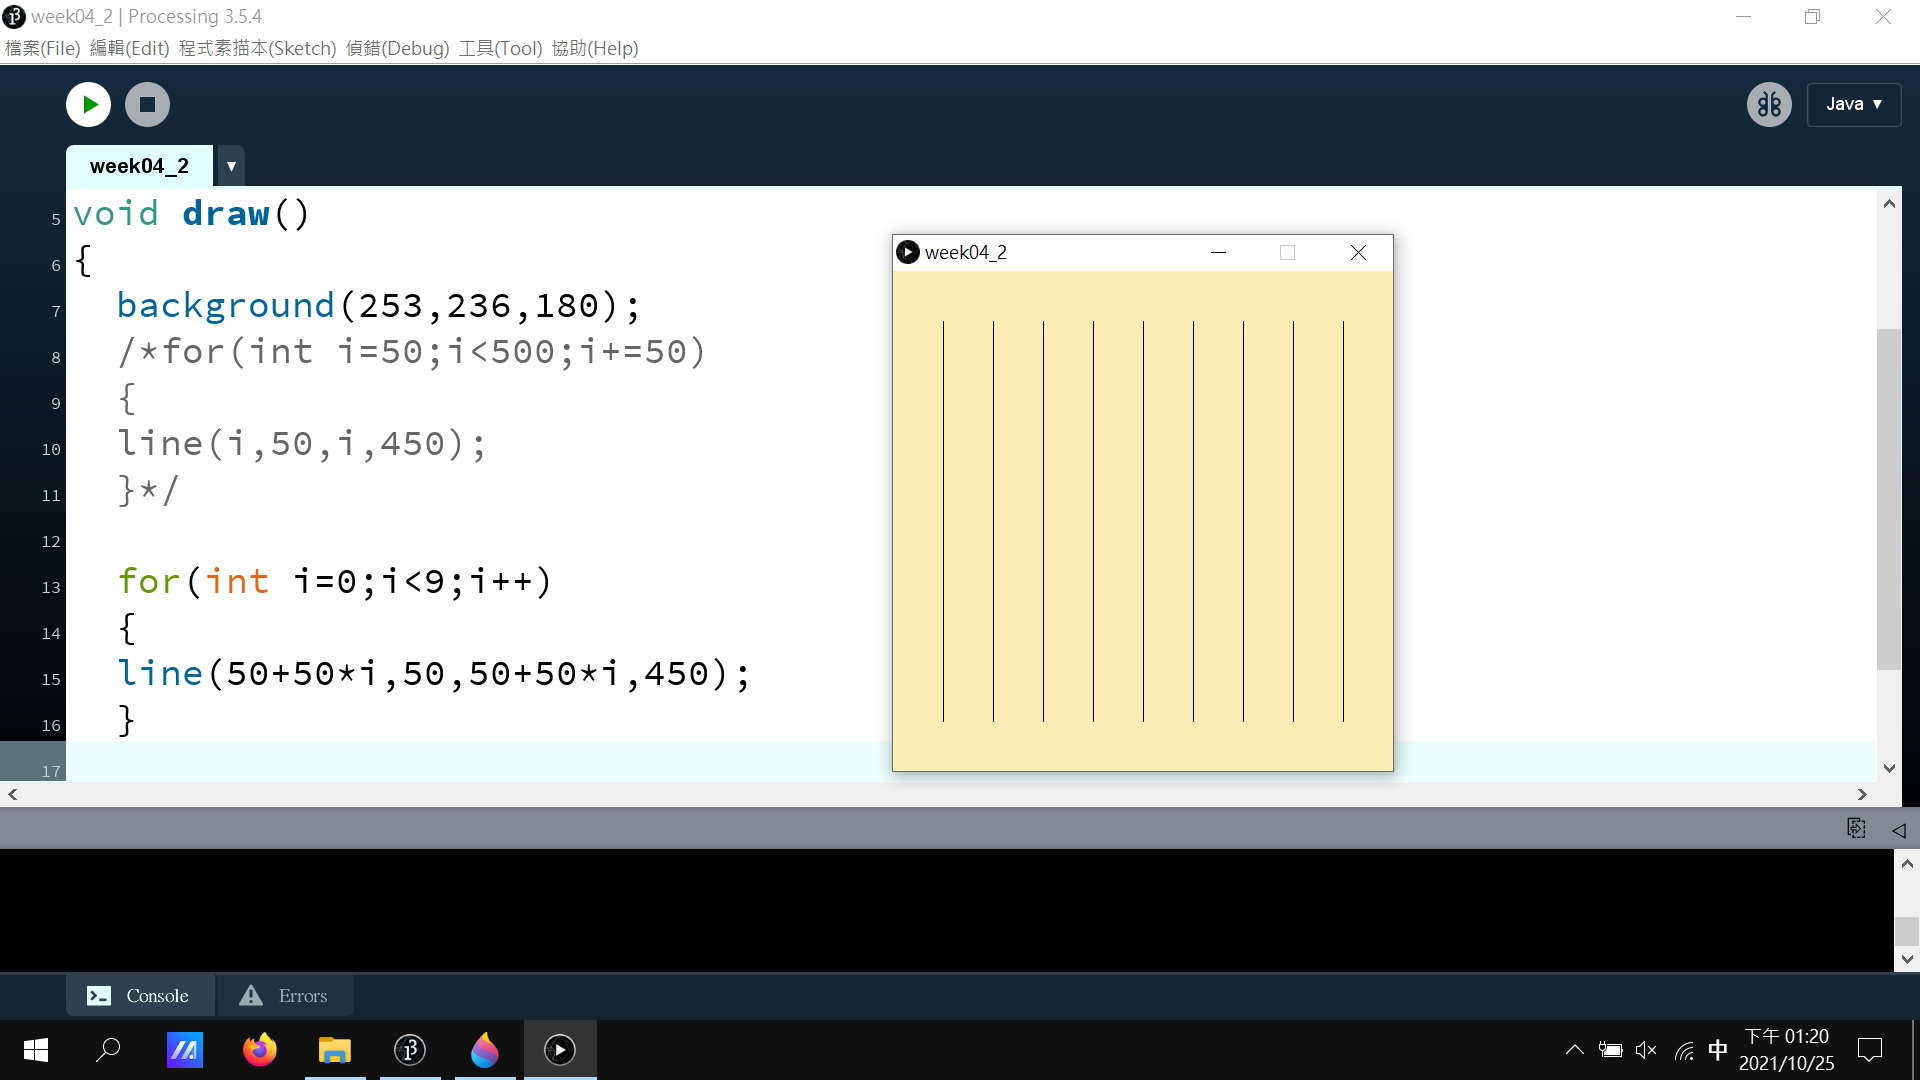 week04_2 | Processing 3.5.4
檔案(File) 編輯(Edit) 程式素描本(Sketch) 偵錯(Debug) 工具(Tool) 協助(Help)
Java ▼
week04_2 ▼
5 void draw()
6 {
7 background(253,236,180);
8 /*for(int i=50;i<500;i+=50)
9 {
10 line(i,50,i,450);
11 }*/
12
13 for(int i=0;i<9;i++)
14 {
15 line(50+50*i,50,50+50*i,450);
16 }
17
week04_2
Console Errors
中 下午 01:20
2021/10/25